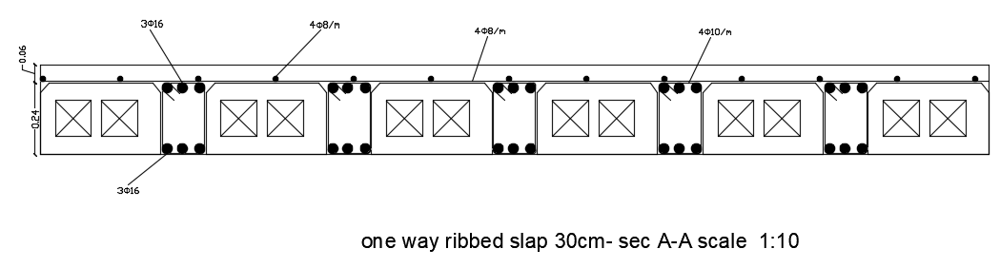 3Φ16
4Φ8/m
4Φ8/m
4Φ10/m
0.06
0.24
3Φ16
one way ribbed slap 30cm- sec A-A scale 1:10